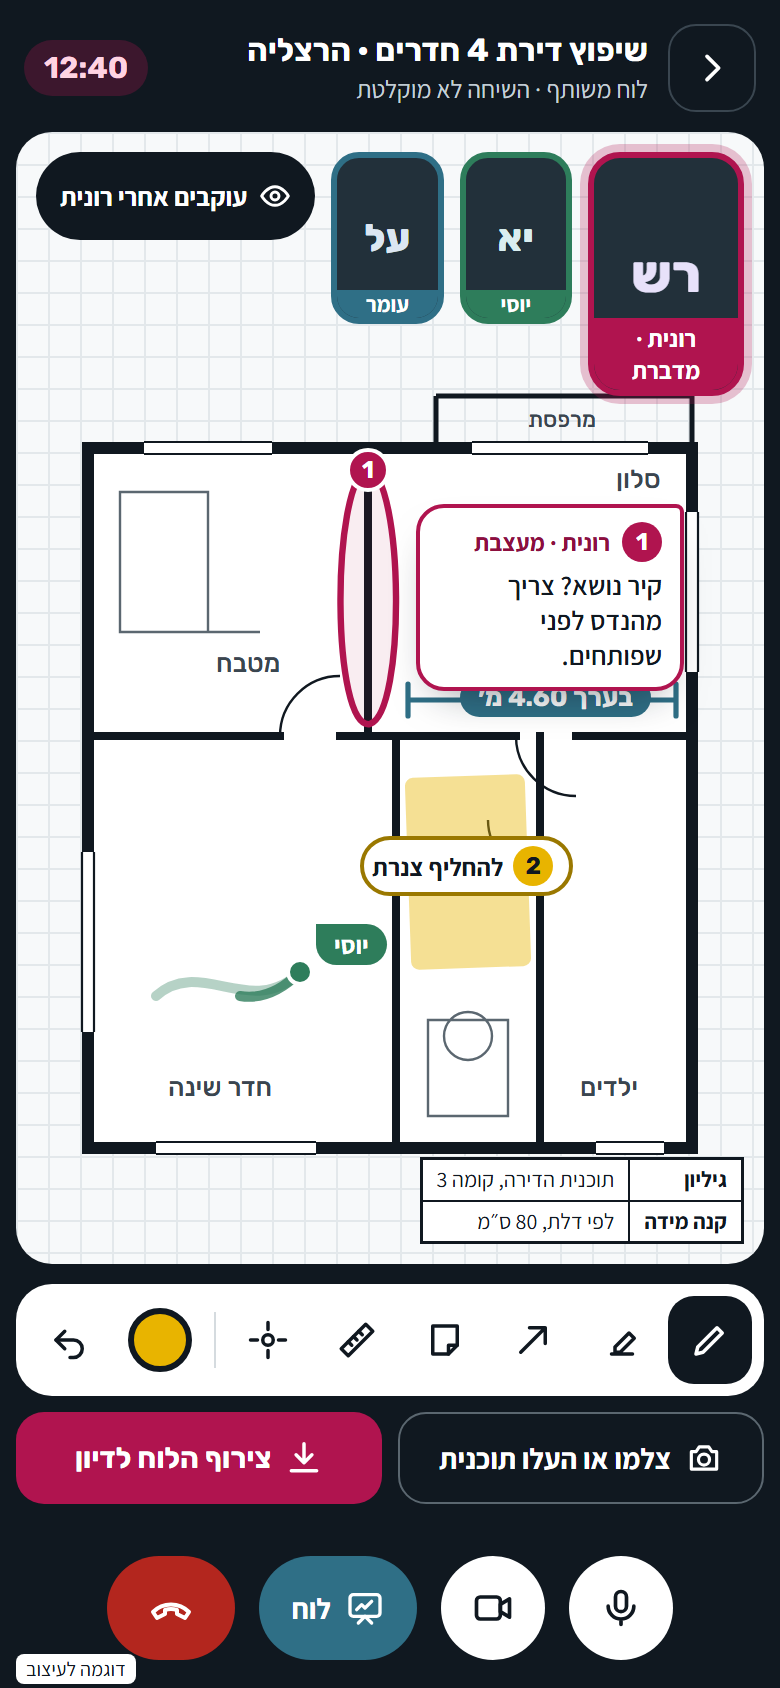 שיפוץ דירת 4 חדרים • הרצליה
12:40
לוח משותף · השיחה לא מוקלטת
רש
רונית ·
מדברת
יא
יוסי
על
עומר
עוקבים אחרי רונית
מרפסת
סלון
1
1
רונית · מעצבת
קיר נושא? צריך
מהנדס לפני
שפותחים.
מטבח
בערך 4.60 מ׳
2
להחליף צנרת
יוסי
חדר שינה
ילדים
גיליון
תוכנית הדירה, קומה 3
קנה מידה
לפי דלת, 80 ס״מ
צלמו או העלו תוכנית
צירוף הלוח לדיון
לוח
דוגמה לעיצוב